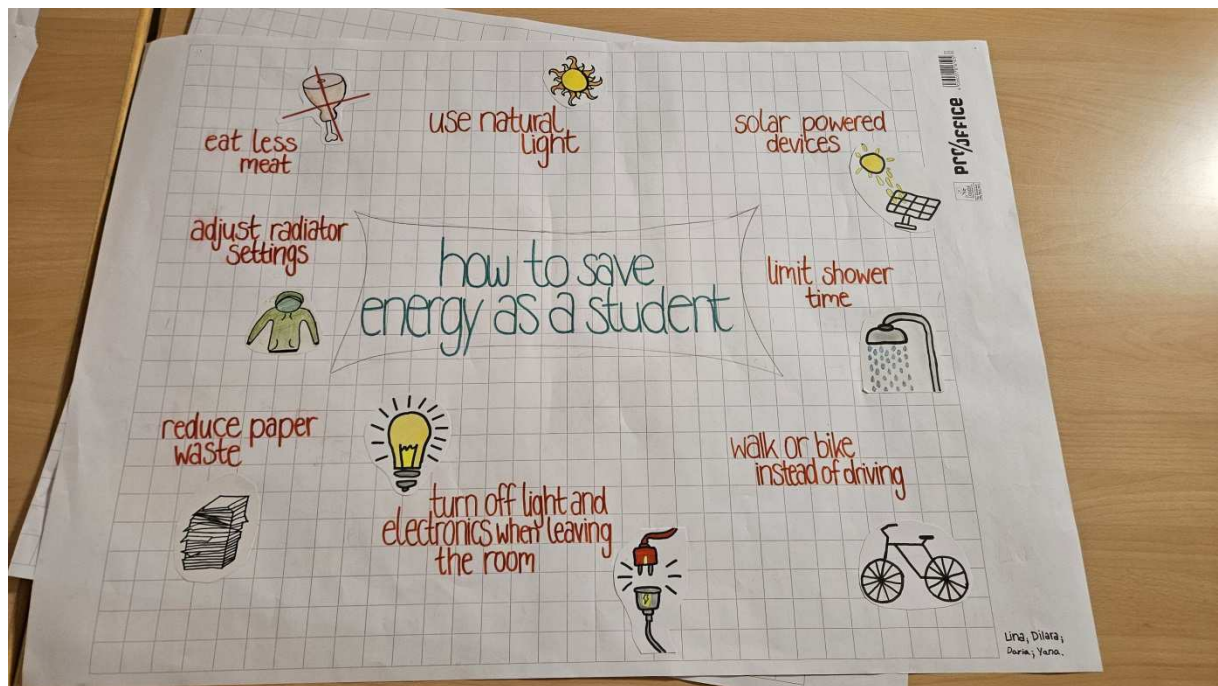 eat less
meat
use natural
light
solar powered
devices
PRO/OFFICE
adjust radiator
settings
how to save
energy as a student
limit shower
time
reduce paper
waste
turn off light and
electronics when leaving
the room
walk or bike
instead of driving
Lina, Dilara,
Daria, Yana.